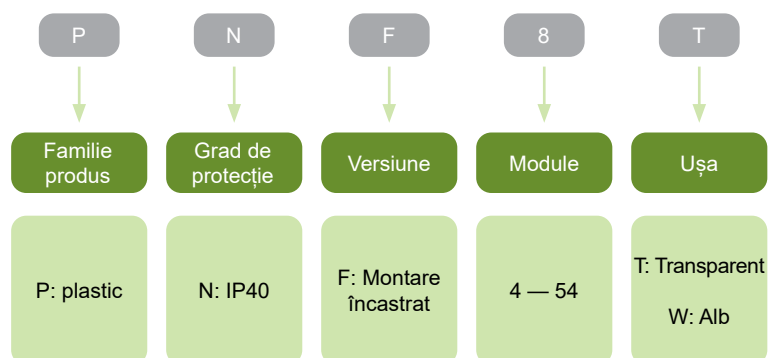 P N F 8 T
Familie produs
Grad de protecție
Versiune
Module
Ușa
P: plastic
N: IP40
F: Montare încastrat
4 — 54
T: Transparent
W: Alb